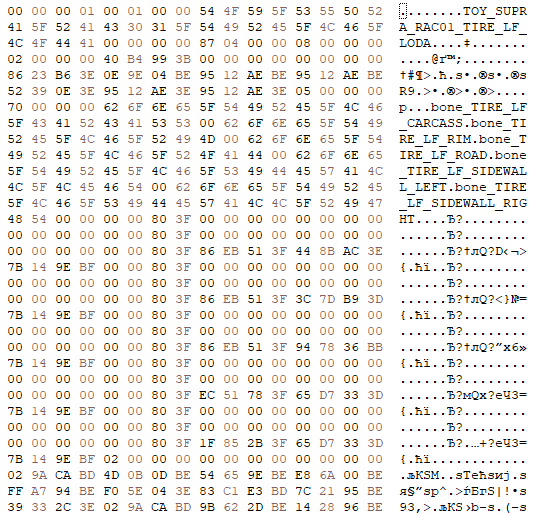 00 00 00 01 00 01 00 00 54 4F 59 5F 53 55 50 52 ........TOY_SUPR
41 5F 52 41 43 30 31 5F 54 49 52 45 5F 4C 46 5F A_RAC01_TIRE_LF_
4C 4F 44 41 00 00 00 00 87 04 00 00 08 00 00 00 LODA....‡.......
02 00 00 00 40 B4 99 3B 00 00 00 00 00 00 00 00 ....@ґ™;........
86 23 B6 3E 0E 9E 04 BE 95 12 AE BE 95 12 AE BE †#¶>.ћ.ѕ•.®ѕ•.®ѕ
52 39 0E 3E 95 12 AE 3E 95 12 AE 3E 05 00 00 00 R9.>•.®>•.®>....
70 00 00 00 62 6F 6E 65 5F 54 49 52 45 5F 4C 46 p...bone_TIRE_LF
5F 43 41 52 43 41 53 53 00 62 6F 6E 65 5F 54 49 _CARCASS.bone_TI
52 45 5F 4C 46 5F 52 49 4D 00 62 6F 6E 65 5F 54 RE_LF_RIM.bone_T
49 52 45 5F 4C 46 5F 52 4F 41 44 00 62 6F 6E 65 IRE_LF_ROAD.bone
5F 54 49 52 45 5F 4C 46 5F 53 49 44 45 57 41 4C _TIRE_LF_SIDEWAL
4C 5F 4C 45 46 54 00 62 6F 6E 65 5F 54 49 52 45 L_LEFT.bone_TIRE
5F 4C 46 5F 53 49 44 45 57 41 4C 4C 5F 52 49 47 _LF_SIDEWALL_RIG
48 54 00 00 00 00 80 3F 00 00 00 00 00 00 00 00 HT....Ђ?........
00 00 00 00 00 00 80 3F 00 00 00 00 00 00 00 00 ......Ђ?........
00 00 00 00 00 00 80 3F 86 EB 51 3F 44 8B AC 3E ......Ђ?†лQ?D‹¬>
7B 14 9E BF 00 00 80 3F 00 00 00 00 00 00 00 00 {.ћї..Ђ?........
00 00 00 00 00 00 80 3F 00 00 00 00 00 00 00 00 ......Ђ?........
00 00 00 00 00 00 80 3F 86 EB 51 3F 3C 7D B9 3D ......Ђ?†лQ?<}№=
7B 14 9E BF 00 00 80 3F 00 00 00 00 00 00 00 00 {.ћї..Ђ?........
00 00 00 00 00 00 80 3F 00 00 00 00 00 00 00 00 ......Ђ?........
00 00 00 00 00 00 80 3F 86 EB 51 3F 94 78 36 BB ......Ђ?†лQ?”x6»
7B 14 9E BF 00 00 80 3F 00 00 00 00 00 00 00 00 {.ћї..Ђ?........
00 00 00 00 00 00 80 3F 00 00 00 00 00 00 00 00 ......Ђ?........
00 00 00 00 00 00 80 3F EC 51 78 3F 65 D7 33 3D ......Ђ?мQx?eЧ3=
7B 14 9E BF 00 00 80 3F 00 00 00 00 00 00 00 00 {.ћї..Ђ?........
00 00 00 00 00 00 80 3F 00 00 00 00 00 00 00 00 ......Ђ?........
00 00 00 00 00 00 80 3F 1F 85 2B 3F 65 D7 33 3D ......Ђ?.…+?eЧ3=
7B 14 9E BF 02 00 00 00 00 00 00 00 00 00 00 00 {.ћї............
02 9A CA BD 4D 0B 0D BE 54 65 9E BE E8 6A 00 BE .љКЅM..ѕTeћѕиj.ѕ
FF A7 94 BE F0 5E 04 3E 83 C1 E3 BD 7C 21 95 BE я§”ѕр^.>ѓБгЅ|!•ѕ
39 33 2C 3E 02 9A CA BD 9B 62 2D BE 14 28 96 BE 93,>.љКЅ›b-ѕ.(–ѕ